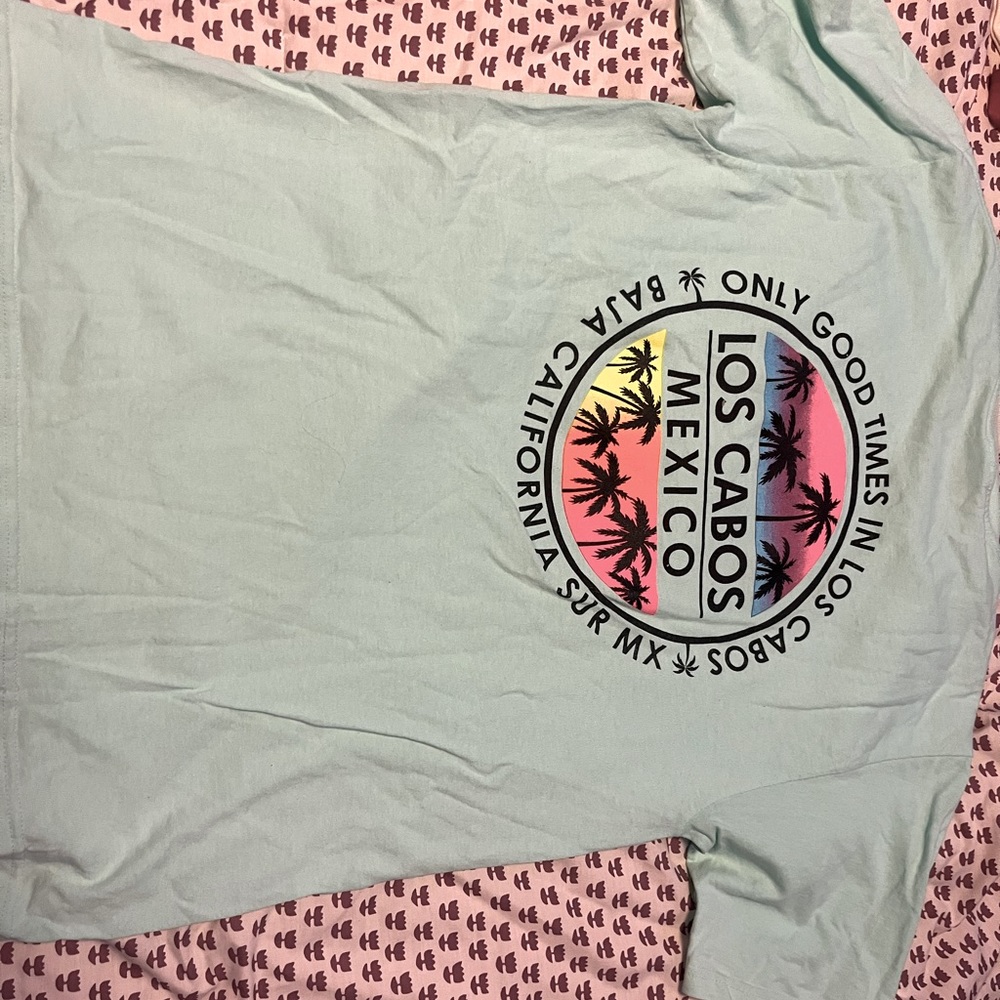 ONLY GOOD TIMES IN LOS CABOS
LOS CABOS
MEXICO
BAJA CALIFORNIA SUR MX